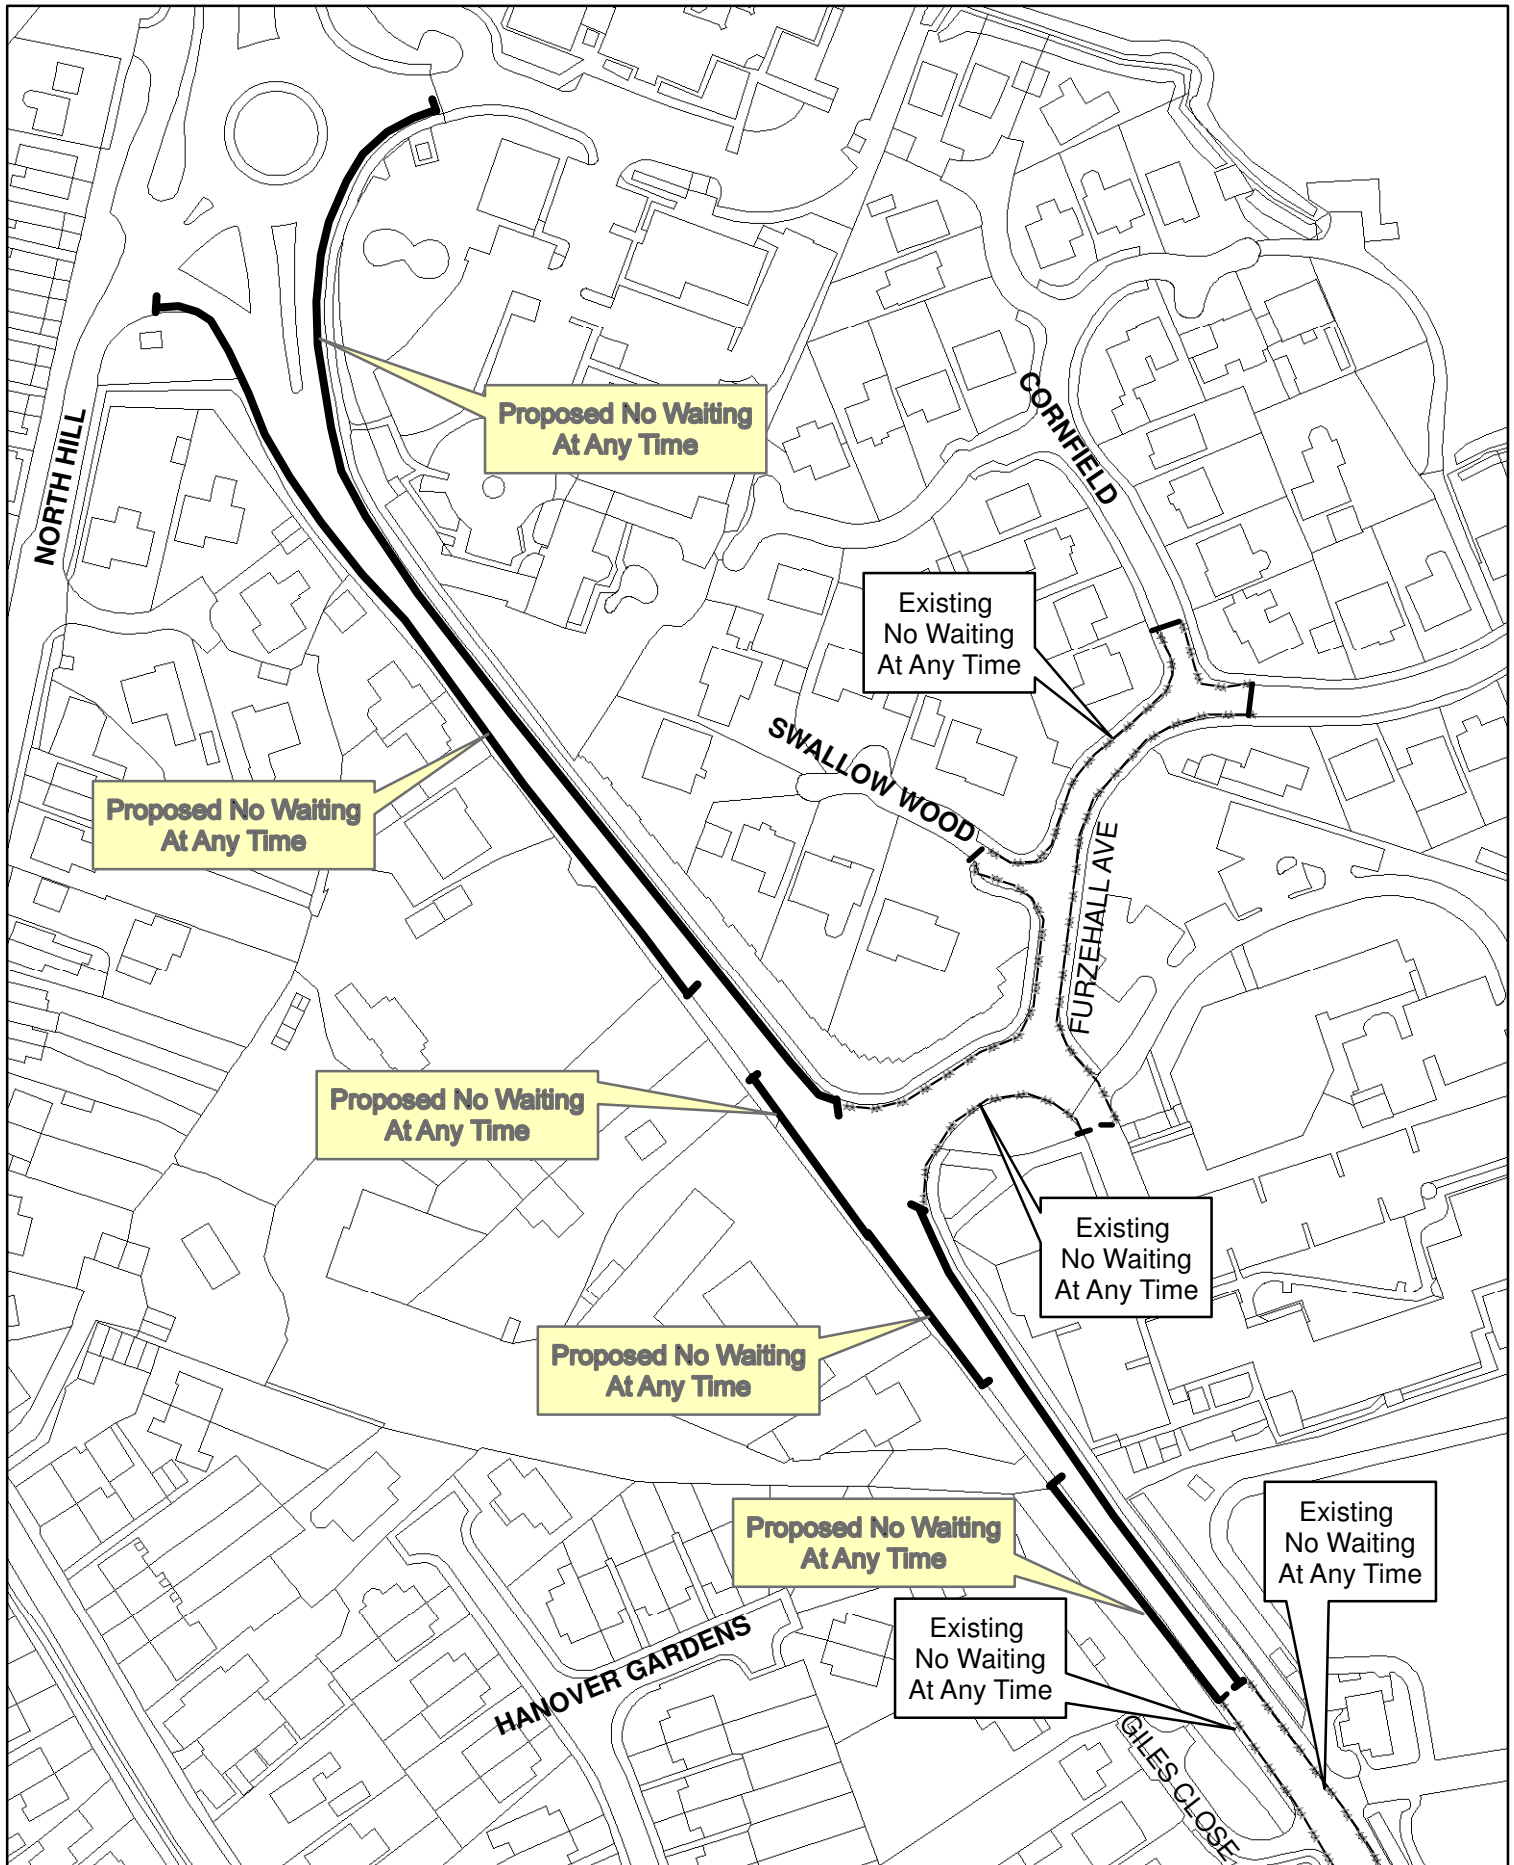 Proposed No Waiting
At Any Time
CORNFIELD
NORTH HILL
Existing
No Waiting
At Any Time
SWALLOW WOOD
Proposed No Waiting
At Any Time
FURZEHALL AVE
Proposed No Waiting
At Any Time
Existing
No Waiting
At Any Time
Proposed No Waiting
At Any Time
Proposed No Waiting
At Any Time
Existing
No Waiting
At Any Time
Existing
No Waiting
At Any Time
HANOVER GARDENS
GILES CLOSE